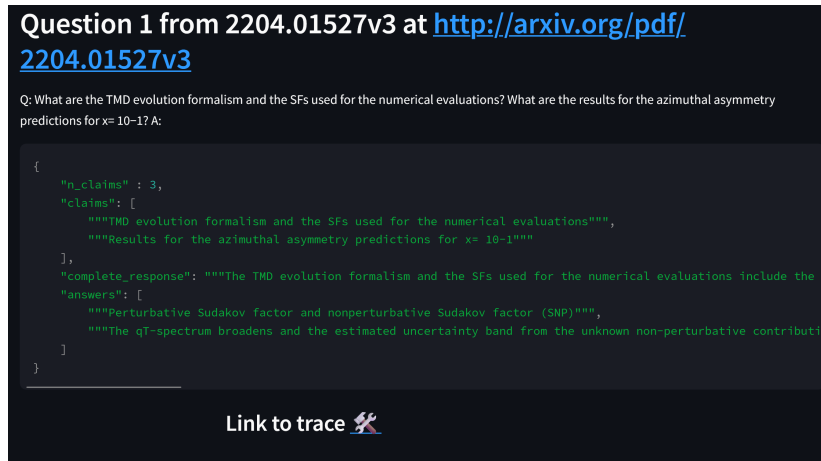 Question 1 from 2204.01527v3 at http://arxiv.org/pdf/
2204.01527v3
Q: What are the TMD evolution formalism and the SFs used for the numerical evaluations? What are the results for the azimuthal asymmetry
predictions for x= 10−1? A:
{
"n_claims" : 3,
"claims": [
"""TMD evolution formalism and the SFs used for the numerical evaluations""",
"""Results for the azimuthal asymmetry predictions for x= 10-1"""
],
"complete_response": """The TMD evolution formalism and the SFs used for the numerical evaluations include the
"answers": [
"""Perturbative Sudakov factor and nonperturbative Sudakov factor (SNP)""",
"""The qT-spectrum broadens and the estimated uncertainty band from the unknown non-perturbative contributi
]
}
Link to trace 🛠️